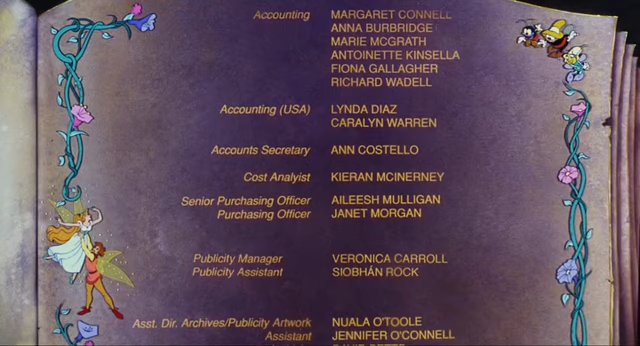 Accounting MARGARET CONNELL
ANNA BURBRIDGE
MARIE MCGRATH
ANTOINETTE KINSELLA
FIONA GALLAGHER
RICHARD WADELL
Accounting (USA) LYNDA DIAZ
CARALYN WARREN
Accounts Secretary ANN COSTELLO
Cost Analyist KIERAN MCINERNEY
Senior Purchasing Officer AILEESH MULLIGAN
Purchasing Officer JANET MORGAN
Publicity Manager VERONICA CARROLL
Publicity Assistant SIOBHÁN ROCK
Asst. Dir. Archives/Publicity Artwork NUALA O'TOOLE
Assistant JENNIFER O'CONNELL